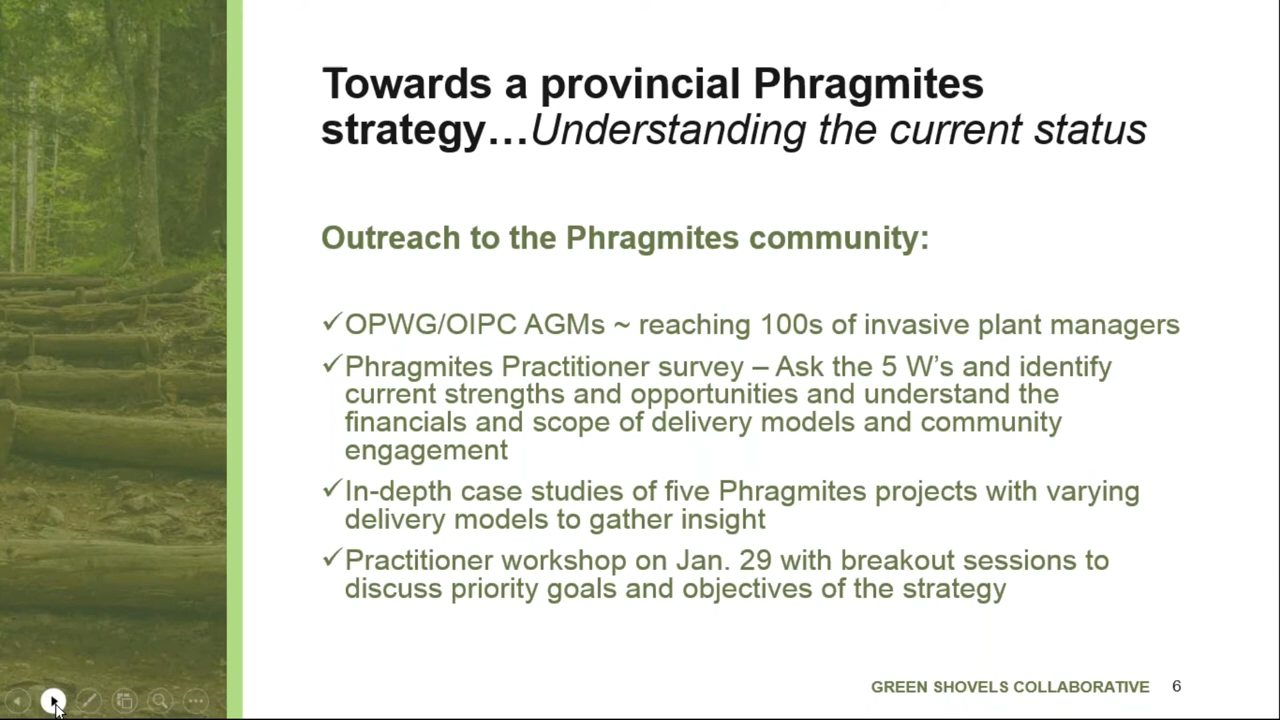 Towards a provincial Phragmites
strategy…Understanding the current status
Outreach to the Phragmites community:
✓OPWG/OIPC AGMs ~ reaching 100s of invasive plant managers
✓Phragmites Practitioner survey – Ask the 5 W’s and identify
current strengths and opportunities and understand the
financials and scope of delivery models and community
engagement
✓In-depth case studies of five Phragmites projects with varying
delivery models to gather insight
✓Practitioner workshop on Jan. 29 with breakout sessions to
discuss priority goals and objectives of the strategy
GREEN SHOVELS COLLABORATIVE 6